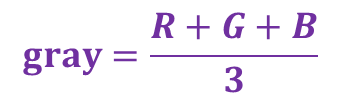 gray = (R + G + B) / 3